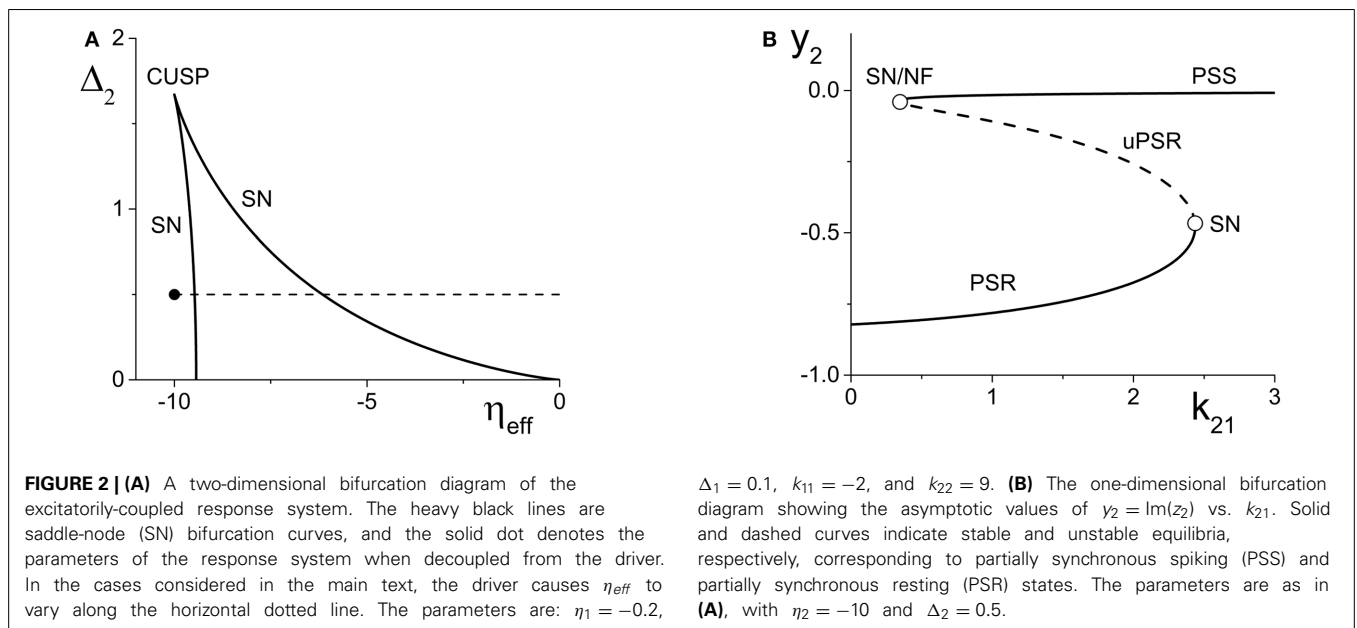 A
2
Δ2
CUSP
1
SN
SN
0
-10
-5
0
ηeff
B
y2
SN/NF
PSS
0.0
uPSR
-0.5
SN
PSR
-1.0
0
1
2
3
k21
FIGURE 2 | (A) A two-dimensional bifurcation diagram of the
excitatorily-coupled response system. The heavy black lines are
saddle-node (SN) bifurcation curves, and the solid dot denotes the
parameters of the response system when decoupled from the driver.
In the cases considered in the main text, the driver causes ηeff to
vary along the horizontal dotted line. The parameters are: η1 = −0.2,
Δ1 = 0.1, k11 = −2, and k22 = 9. (B) The one-dimensional bifurcation
diagram showing the asymptotic values of y2 = Im(z2) vs. k21. Solid
and dashed curves indicate stable and unstable equilibria,
respectively, corresponding to partially synchronous spiking (PSS) and
partially synchronous resting (PSR) states. The parameters are as in
(A), with η2 = −10 and Δ2 = 0.5.